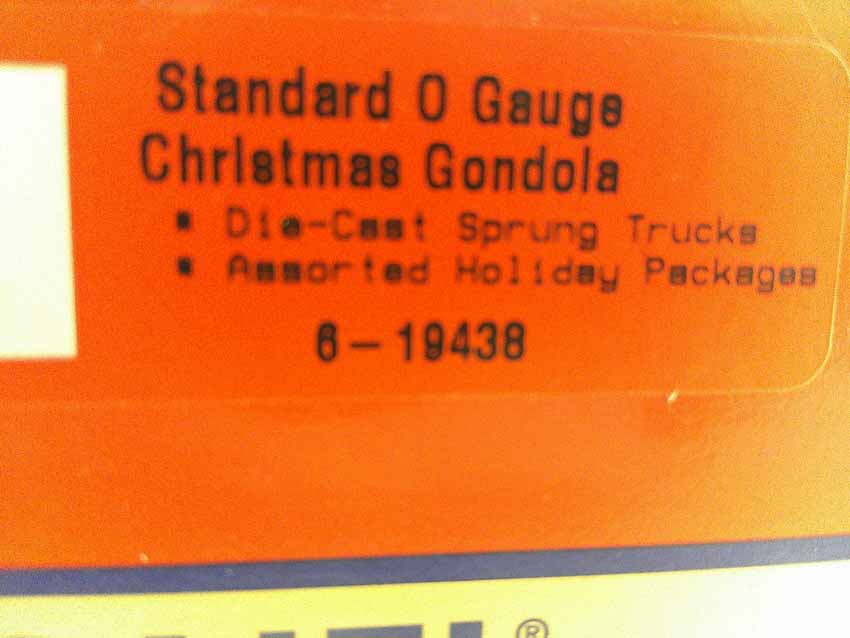 Standard O Gauge
Christmas Gondola
▪ Die-Cast Sprung Trucks
▪ Assorted Holiday Packages
6-19438
®